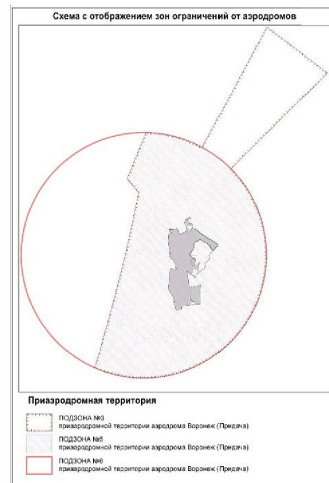 Схема с отображением зон ограничений от аэродромов
Приаэродромная территория
ПОДЗОНА №3
приаэродромной территории аэродрома Воронеж (Придача)
ПОДЗОНА №5
приаэродромной территории аэродрома Воронеж (Придача)
ПОДЗОНА №6
приаэродромной территории аэродрома Воронеж (Придача)